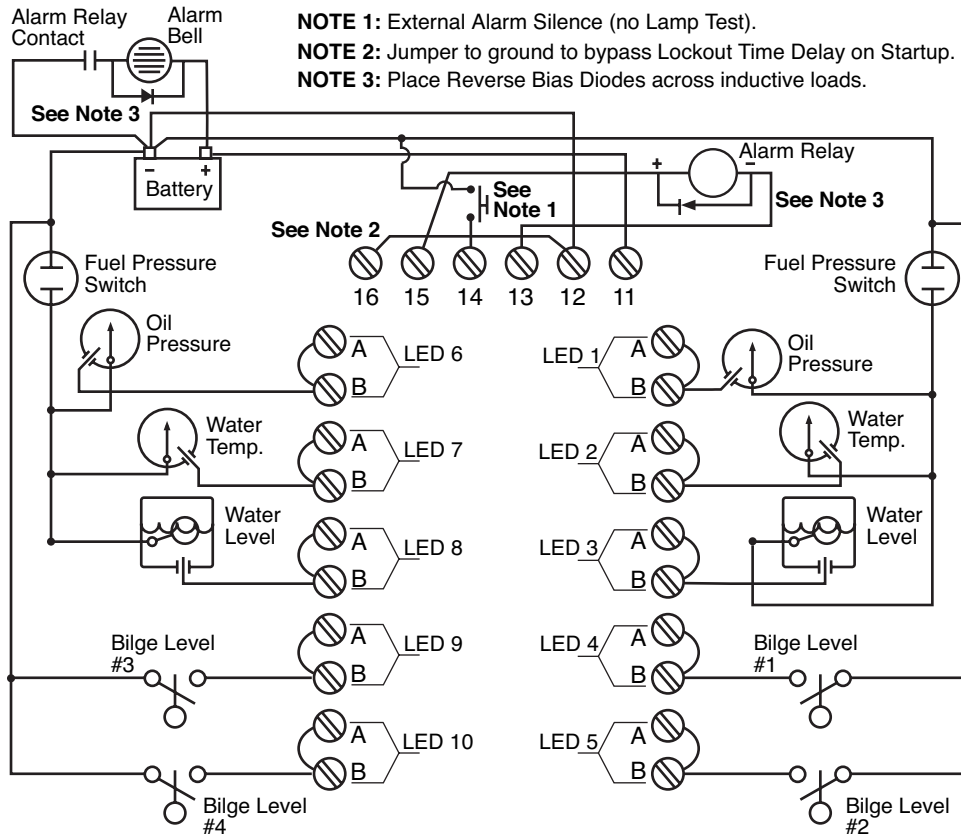 Alarm Relay
Contact
Alarm
Bell
NOTE 1: External Alarm Silence (no Lamp Test).
NOTE 2: Jumper to ground to bypass Lockout Time Delay on Startup.
NOTE 3: Place Reverse Bias Diodes across inductive loads.
See Note 3
- +
Battery
+ -
Alarm Relay
See
Note 1
See Note 3
See Note 2
16 15 14 13 12 11
Fuel Pressure
Switch
Fuel Pressure
Switch
Oil
Pressure
A
B
LED 6
LED 1
A
B
Oil
Pressure
Water
Temp.
A
B
LED 7
LED 2
A
B
Water
Temp.
Water
Level
A
B
LED 8
LED 3
A
B
Water
Level
Bilge Level
#3
A
B
LED 9
LED 4
A
B
Bilge Level
#1
Bilge Level
#4
A
B
LED 10
LED 5
A
B
Bilge Level
#2